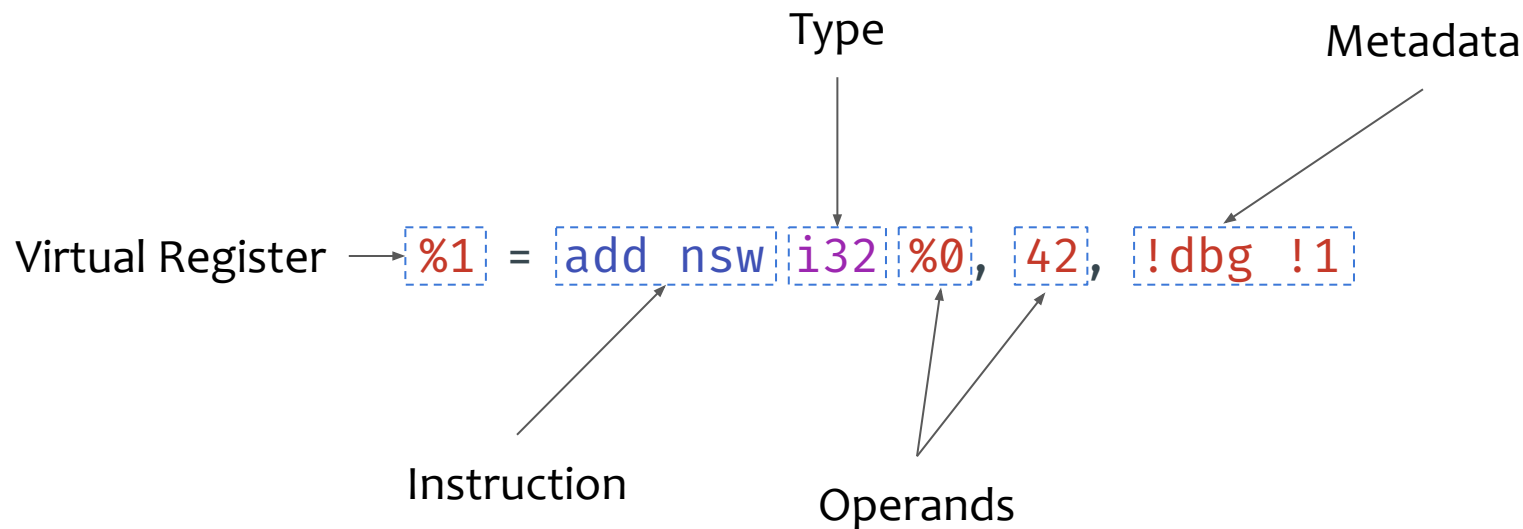 Type
Metadata
Virtual Register %1 = add nsw i32 %0, 42, !dbg !1
Instruction
Operands